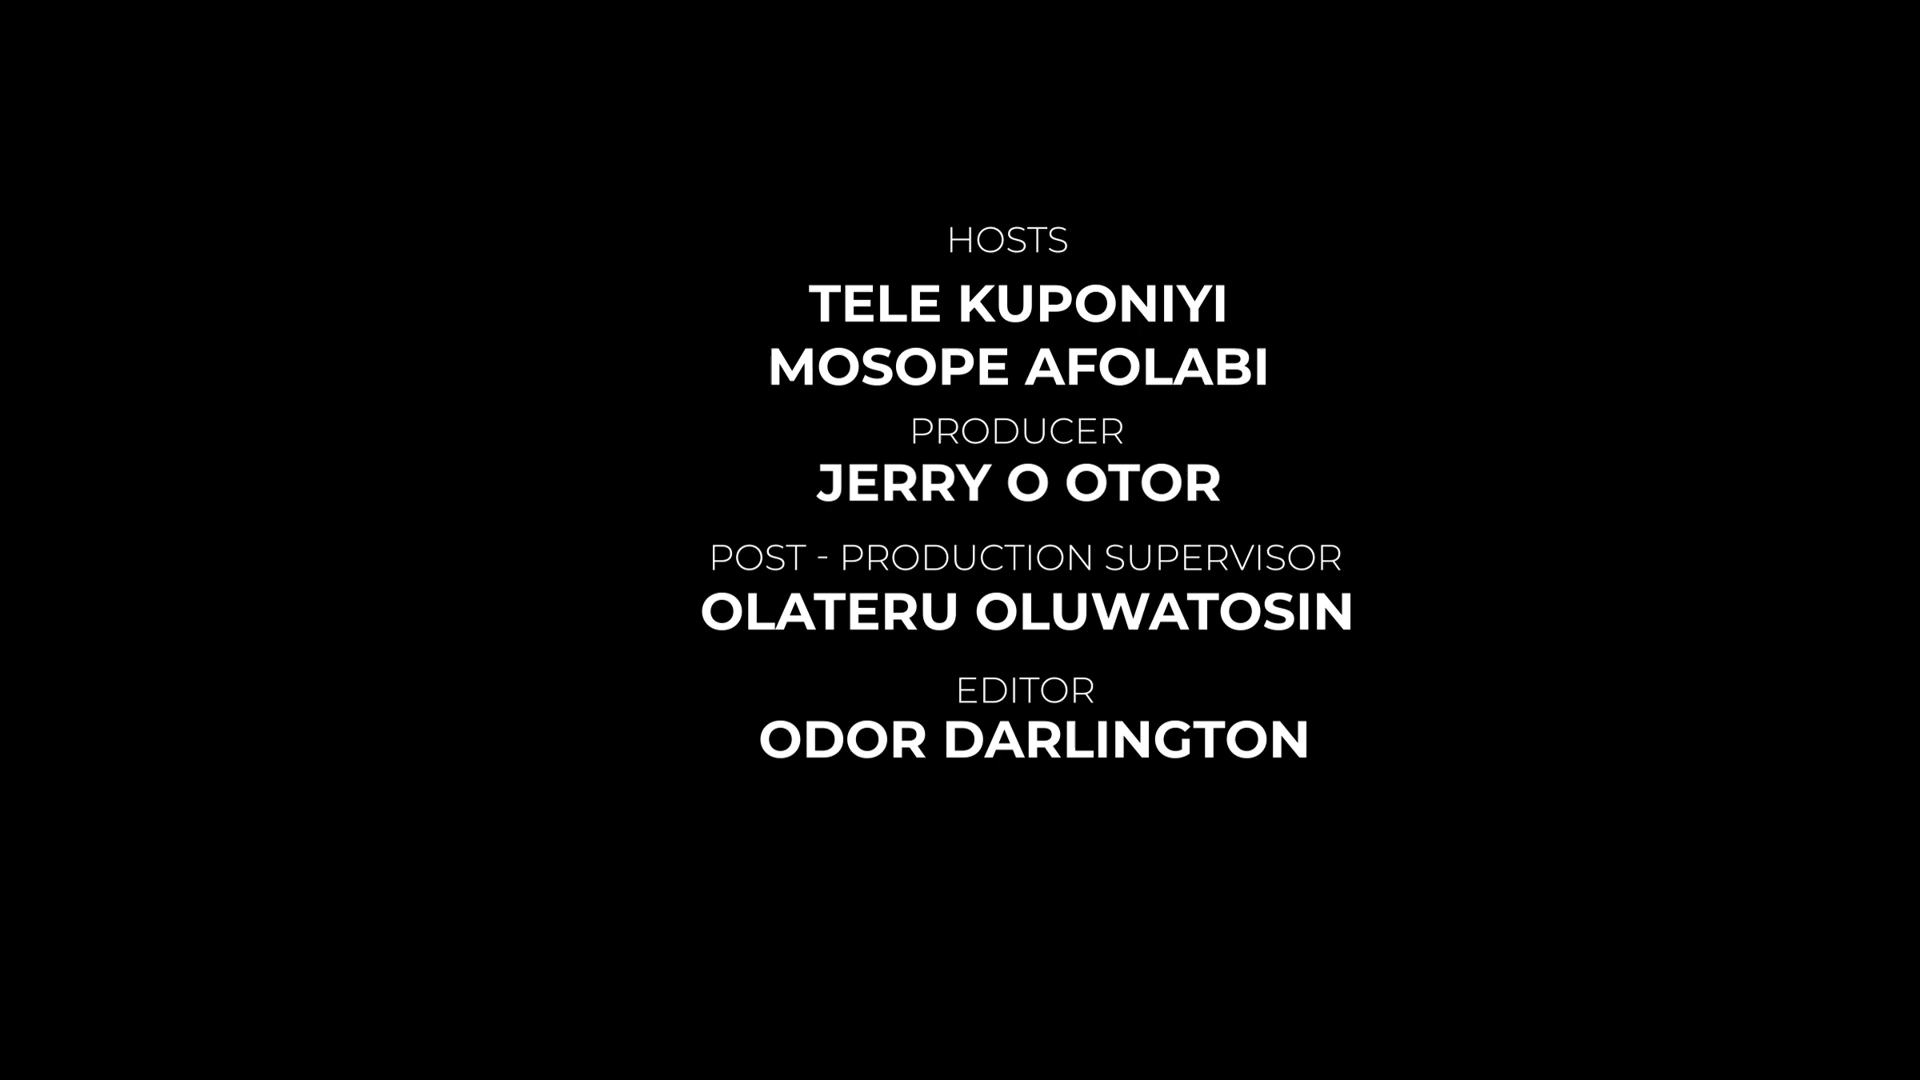 HOSTS
TELE KUPONIYI
MOSOPE AFOLABI
PRODUCER
JERRY O OTOR
POST - PRODUCTION SUPERVISOR
OLATERU OLUWATOSIN
EDITOR
ODOR DARLINGTON